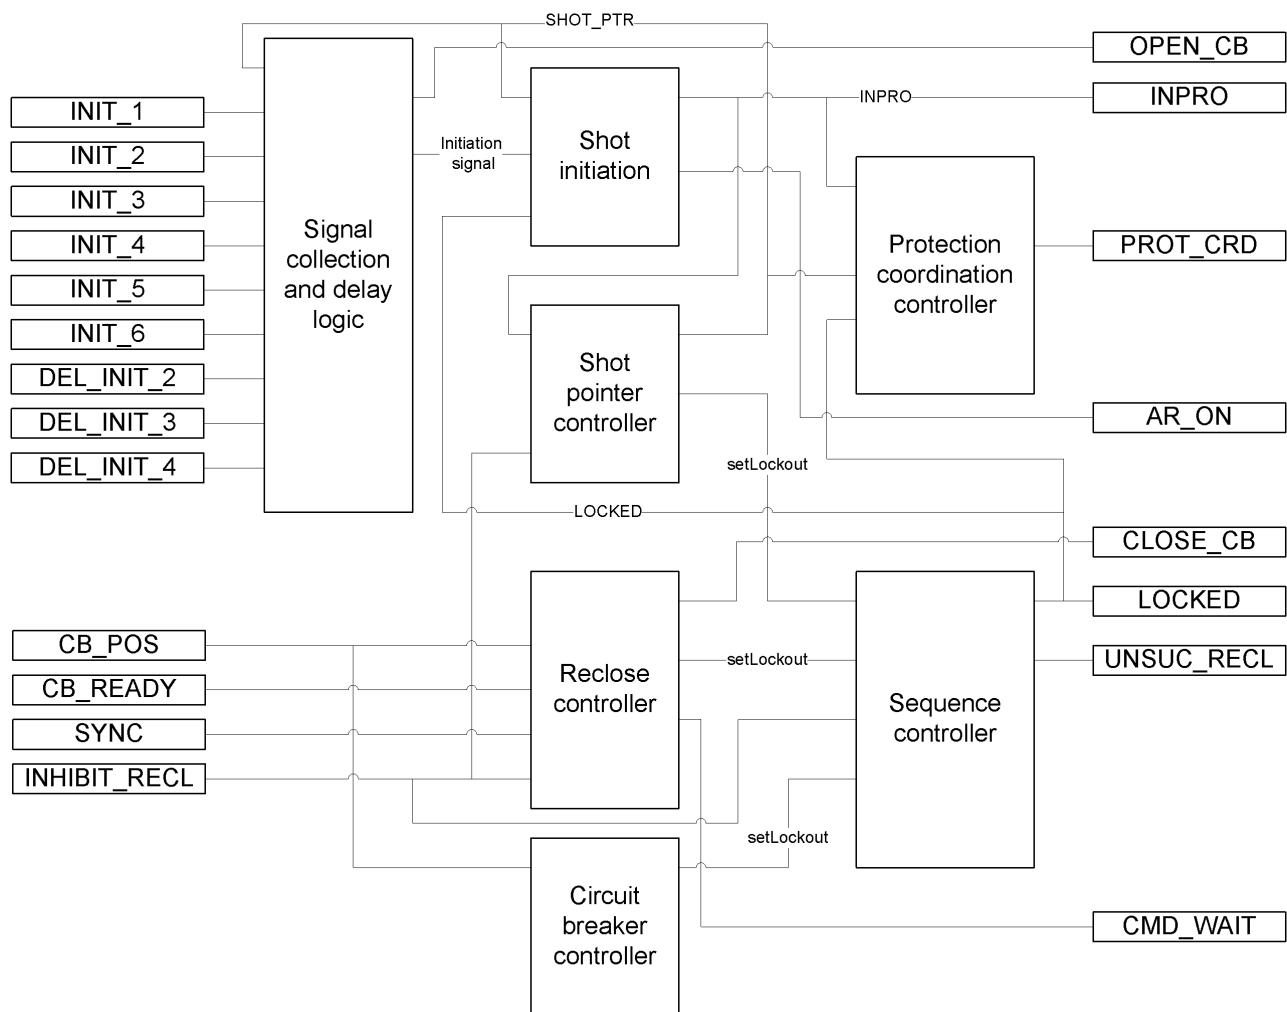 SHOT_PTR
OPEN_CB
INPRO
INPRO
INIT_1
INIT_2
INIT_3
INIT_4
INIT_5
INIT_6
DEL_INIT_2
DEL_INIT_3
DEL_INIT_4
Signal
collection
and delay
logic
Initiation
signal
Shot
initiation
Protection
coordination
controller
PROT_CRD
Shot
pointer
controller
AR_ON
setLockout
LOCKED
CLOSE_CB
LOCKED
UNSUC_RECL
CB_POS
CB_READY
SYNC
INHIBIT_RECL
Reclose
controller
setLockout
Sequence
controller
setLockout
Circuit
breaker
controller
CMD_WAIT